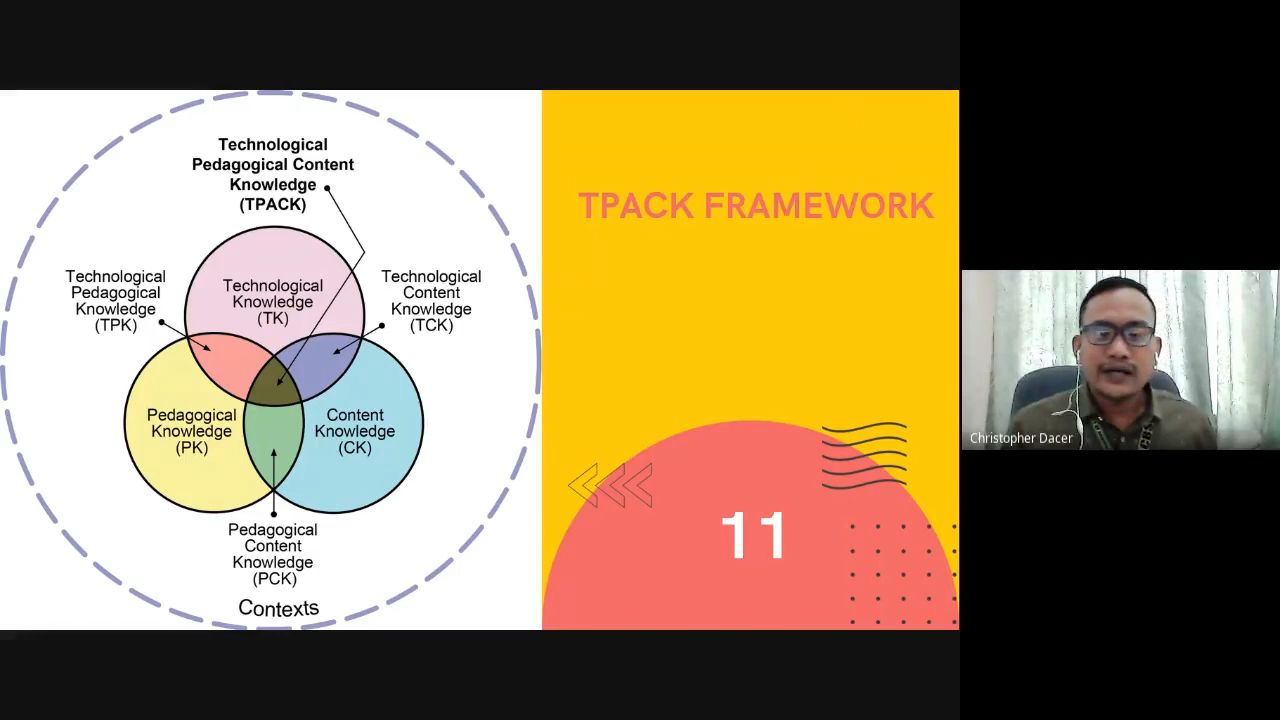 Technological
Pedagogical Content
Knowledge
(TPACK)
Technological
Pedagogical
Knowledge
(TPK)
Technological
Knowledge
(TK)
Technological
Content
Knowledge
(TCK)
Pedagogical
Knowledge
(PK)
Content
Knowledge
(CK)
Pedagogical
Content
Knowledge
(PCK)
Contexts
TPACK FRAMEWORK
11
Christopher Dacer